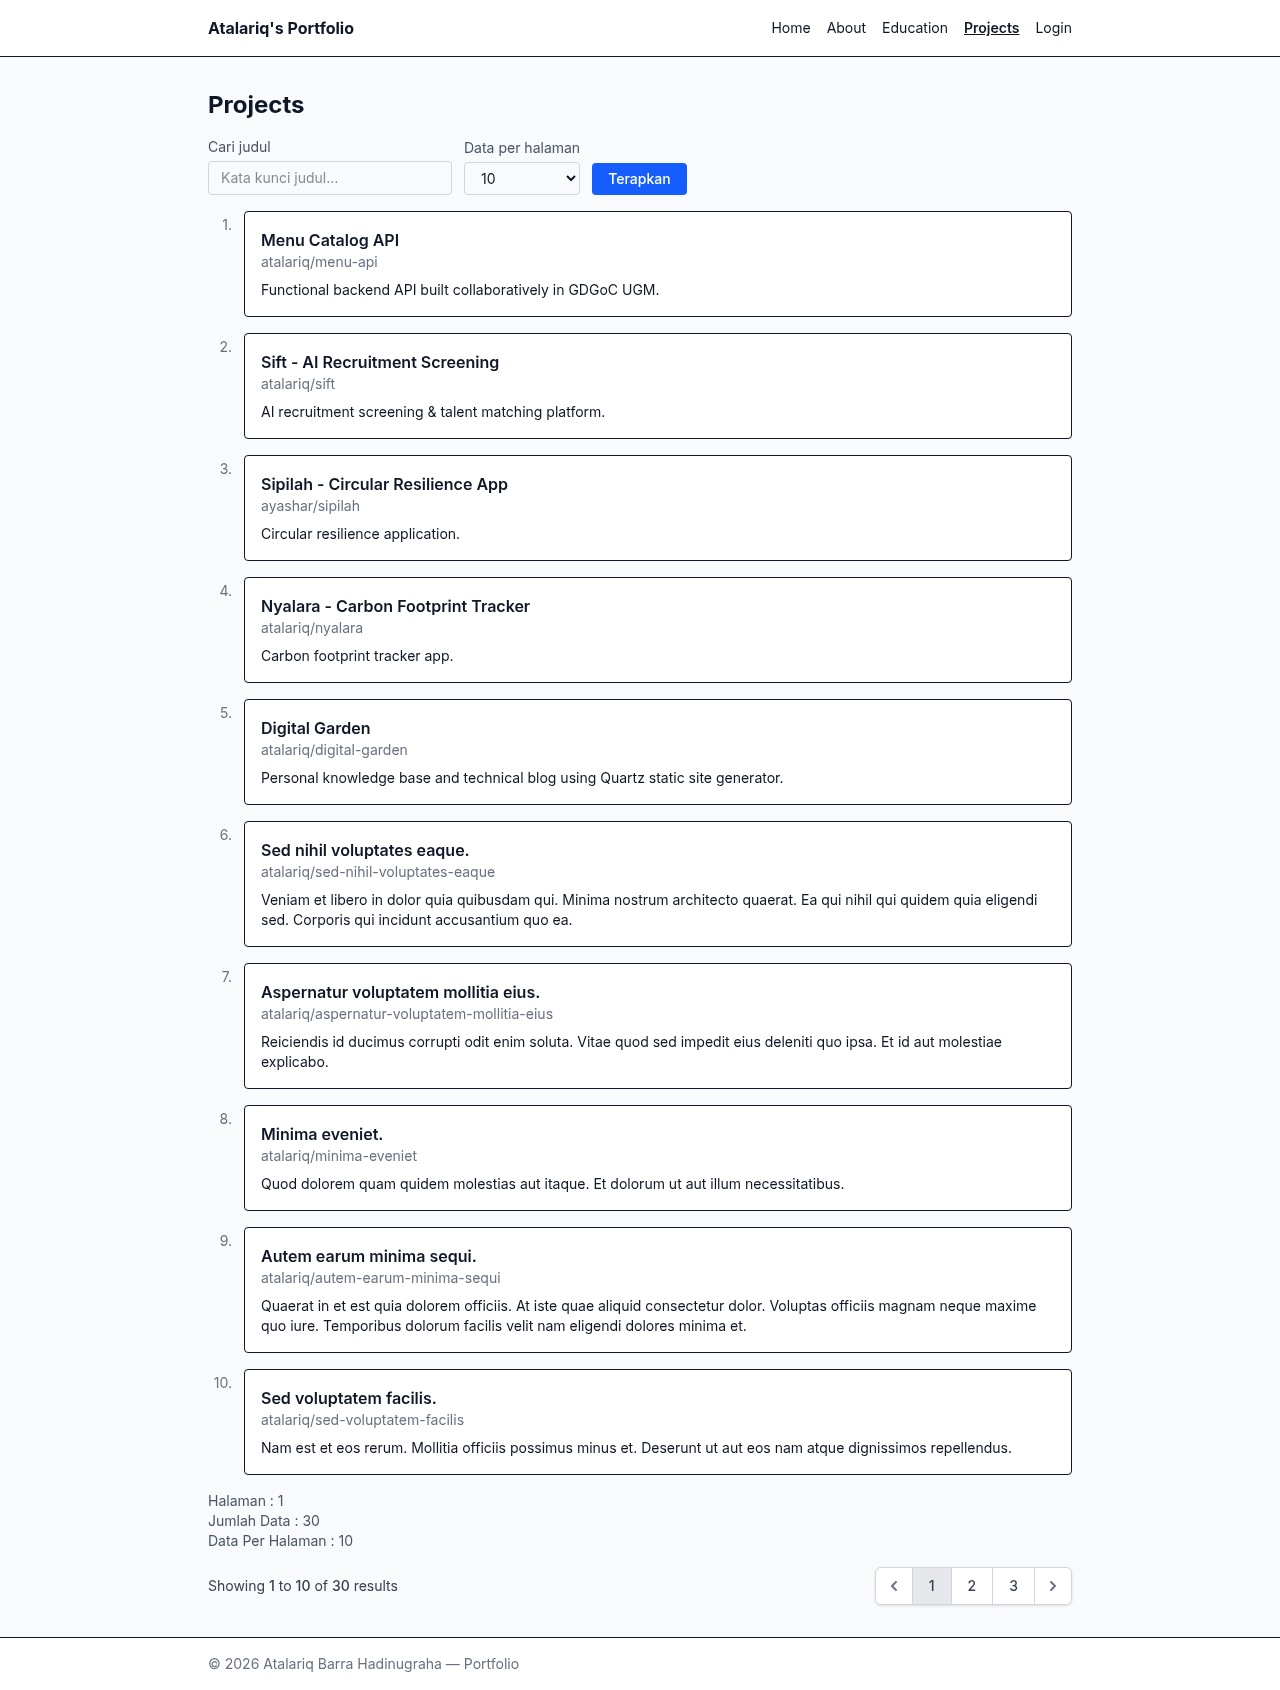 Atalariq's Portfolio
Home About Education Projects Login
Projects
Cari judul
Data per halaman
Kata kunci judul...
10
Terapkan
1.
Menu Catalog API
atalariq/menu-api
Functional backend API built collaboratively in GDGoC UGM.
2.
Sift - AI Recruitment Screening
atalariq/sift
AI recruitment screening & talent matching platform.
3.
Sipilah - Circular Resilience App
ayashar/sipilah
Circular resilience application.
4.
Nyalara - Carbon Footprint Tracker
atalariq/nyalara
Carbon footprint tracker app.
5.
Digital Garden
atalariq/digital-garden
Personal knowledge base and technical blog using Quartz static site generator.
6.
Sed nihil voluptates eaque.
atalariq/sed-nihil-voluptates-eaque
Veniam et libero in dolor quia quibusdam qui. Minima nostrum architecto quaerat. Ea qui nihil qui quidem quia eligendi
sed. Corporis qui incidunt accusantium quo ea.
7.
Aspernatur voluptatem mollitia eius.
atalariq/aspernatur-voluptatem-mollitia-eius
Reiciendis id ducimus corrupti odit enim soluta. Vitae quod sed impedit eius deleniti quo ipsa. Et id aut molestiae
explicabo.
8.
Minima eveniet.
atalariq/minima-eveniet
Quod dolorem quam quidem molestias aut itaque. Et dolorum ut aut illum necessitatibus.
9.
Autem earum minima sequi.
atalariq/autem-earum-minima-sequi
Quaerat in et est quia dolorem officiis. At iste quae aliquid consectetur dolor. Voluptas officiis magnam neque maxime
quo iure. Temporibus dolorum facilis velit nam eligendi dolores minima et.
10.
Sed voluptatem facilis.
atalariq/sed-voluptatem-facilis
Nam est et eos rerum. Mollitia officiis possimus minus et. Deserunt ut aut eos nam atque dignissimos repellendus.
Halaman : 1
Jumlah Data : 30
Data Per Halaman : 10
Showing 1 to 10 of 30 results
1 2 3
© 2026 Atalariq Barra Hadinugraha — Portfolio